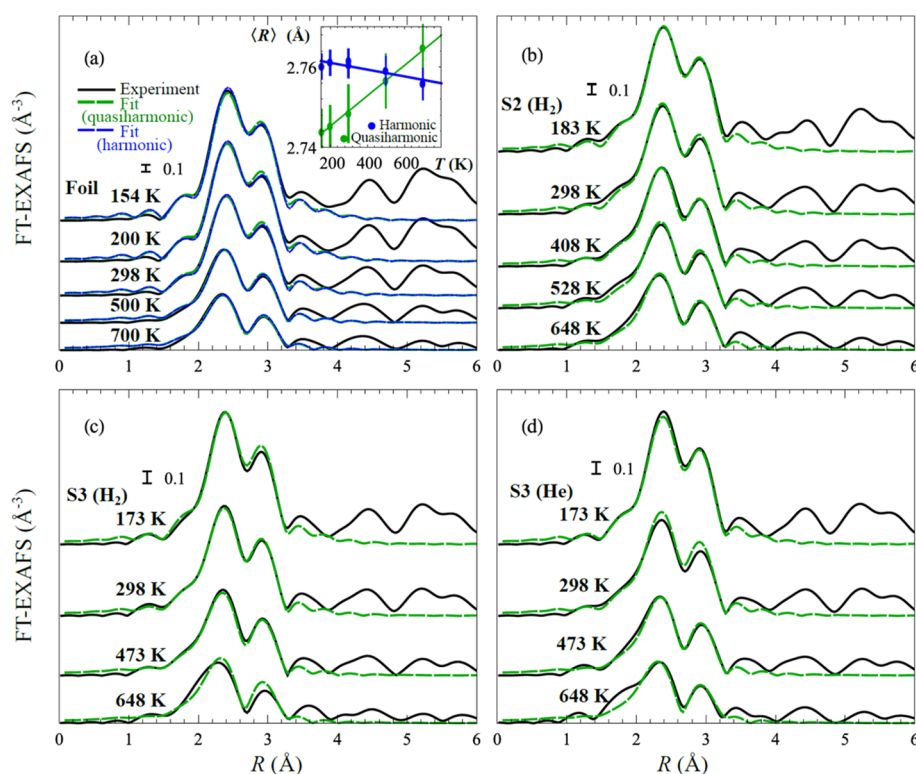 (a)
⟨R⟩ (Å)
2.76
2.74
200 400 600
T (K)
Harmonic
Quasiharmonic
Experiment
Fit
(quasiharmonic)
Fit
(harmonic)
0.1
Foil
154 K
200 K
298 K
500 K
700 K
FT-EXAFS (Å-3)
0 1 2 3 4 5 6
(b)
S2 (H2)
0.1
183 K
298 K
408 K
528 K
648 K
0 1 2 3 4 5 6
(c)
0.1
S3 (H2)
173 K
298 K
473 K
648 K
FT-EXAFS (Å-3)
0 1 2 3 4 5 6
R (Å)
(d)
0.1
S3 (He)
173 K
298 K
473 K
648 K
0 1 2 3 4 5 6
R (Å)